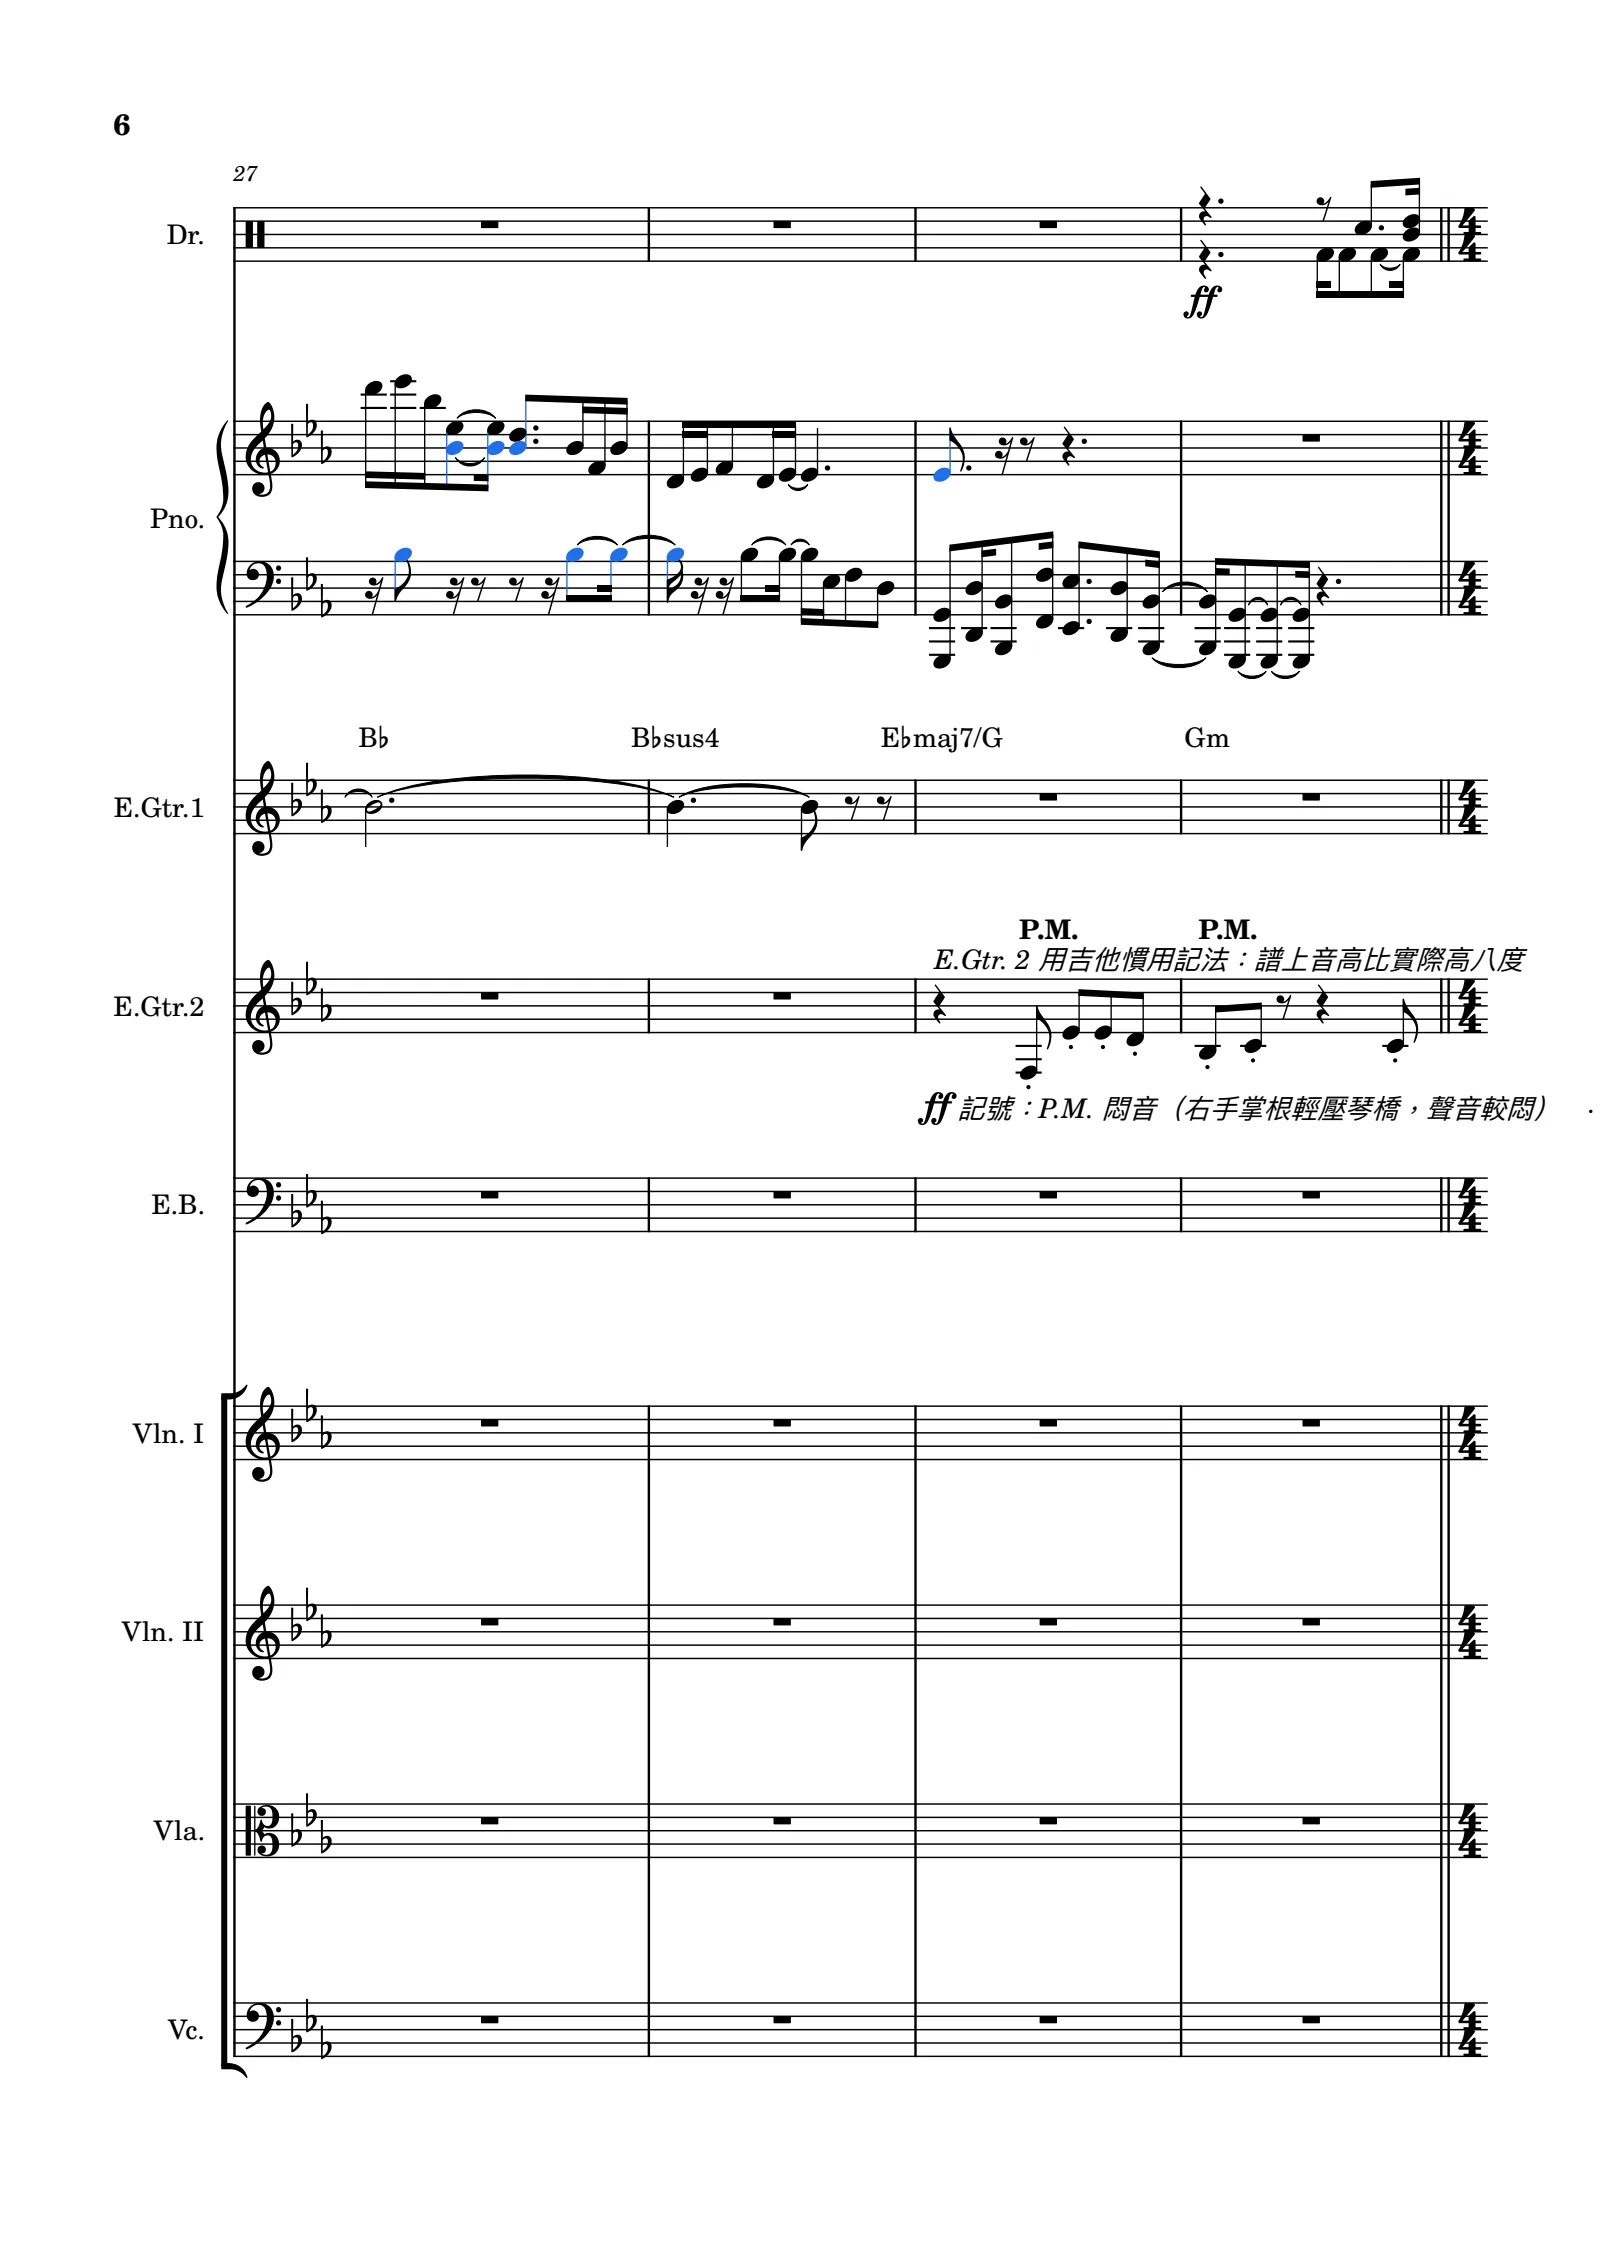 6
27
Dr.
ff
Pno.
B♭ B♭sus4 E♭maj7/G Gm
E.Gtr.1
P.M. P.M.
E.Gtr. 2 用吉他慣用記法：譜上音高比實際高八度
E.Gtr.2
ff 記號：P.M. 悶音（右手掌根輕壓琴橋，聲音較悶） .
E.B.
Vln. I
Vln. II
Vla.
Vc.
4
4